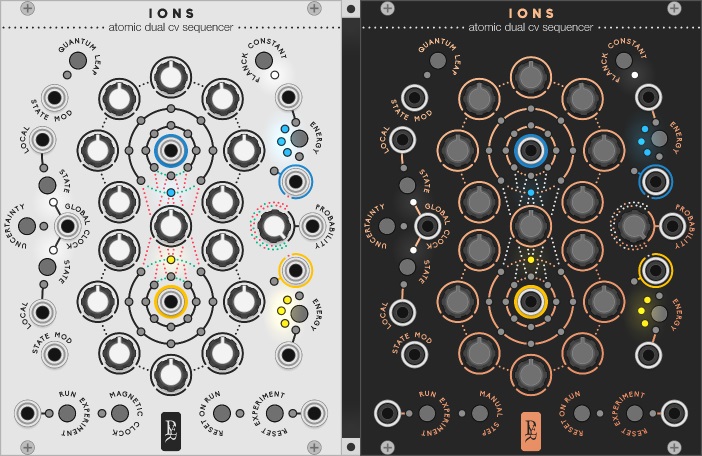 IONS
atomic dual cv sequencer
QUANTUM LEAP
PLANCK CONSTANT
STATE MOD
LOCAL
ENERGY
STATE
UNCERTAINTY
GLOBAL CLOCK
PROBABILITY
STATE
LOCAL
ENERGY
STATE MOD
RUN EXPERIMENT
MAGNETIC CLOCK
RESET ON RUN
RESET EXPERIMENT
IONS
atomic dual cv sequencer
QUANTUM LEAP
PLANCK CONSTANT
STATE MOD
LOCAL
ENERGY
STATE
UNCERTAINTY
GLOBAL CLOCK
PROBABILITY
STATE
LOCAL
ENERGY
STATE MOD
RUN EXPERIMENT
MANUAL STEP
RESET ON RUN
RESET EXPERIMENT